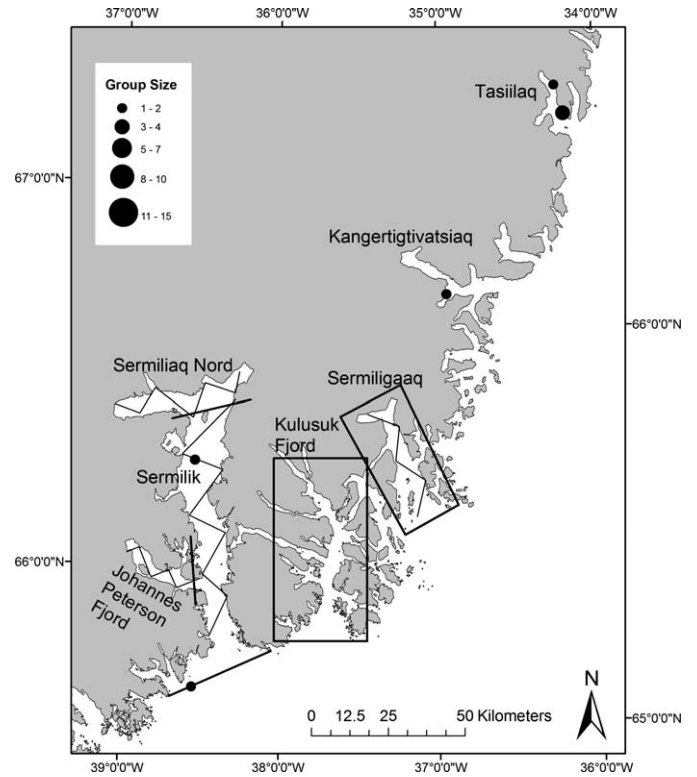 37°0'0"W
36°0'0"W
35°0'0"W
34°0'0"W
Group Size
1 - 2
3 - 4
5 - 7
8 - 10
11 - 15
Tasiilaq
67°0'0"N
Kangertigtivatsiaq
66°0'0"N
Sermiliaq Nord
Sermiligaaq
Kulusuk
Fjord
Sermilik
66°0'0"N
Johannes
Peterson
Fjord
N
0 12.5 25 50 Kilometers
65°0'0"N
39°0'0"W
38°0'0"W
37°0'0"W
36°0'0"W